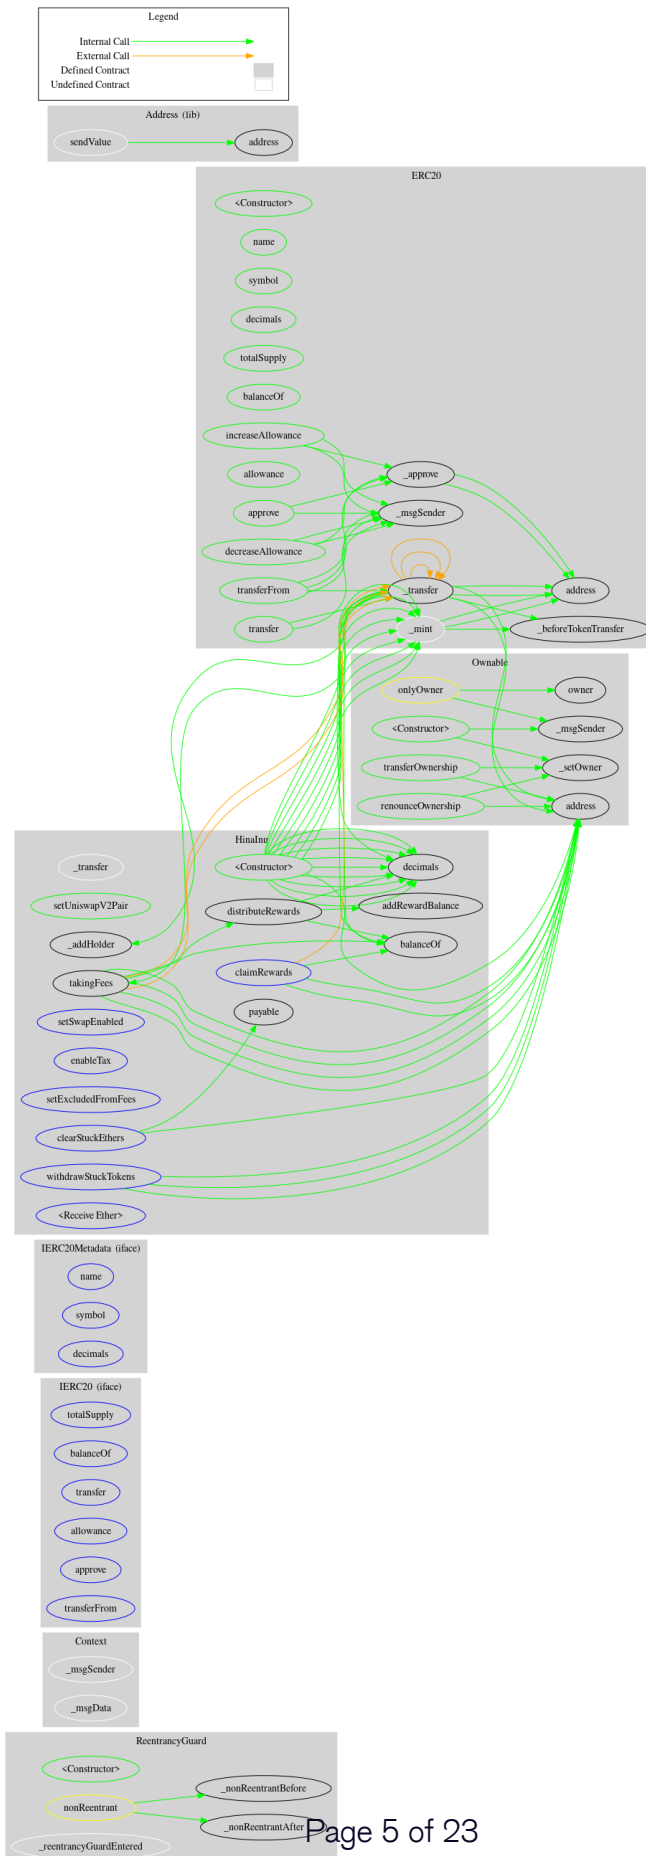 Legend
Internal Call
External Call
Defined Contract
Undefined Contract
Address (lib)
sendValue
address
ERC20
<Constructor>
name
symbol
decimals
totalSupply
balanceOf
increaseAllowance
allowance
_approve
approve
_msgSender
decreaseAllowance
transferFrom
_transfer
address
transfer
_mint
_beforeTokenTransfer
Ownable
onlyOwner
owner
<Constructor>
_msgSender
transferOwnership
_setOwner
renounceOwnership
address
HinaInu
_transfer
<Constructor>
decimals
setUniswapV2Pair
distributeRewards
addRewardBalance
_addHolder
balanceOf
takingFees
claimRewards
setSwapEnabled
payable
enableTax
setExcludedFromFees
clearStuckEthers
withdrawStuckTokens
<Receive Ether>
IERC20Metadata (iface)
name
symbol
decimals
IERC20 (iface)
totalSupply
balanceOf
transfer
allowance
approve
transferFrom
Context
_msgSender
_msgData
ReentrancyGuard
<Constructor>
_nonReentrantBefore
nonReentrant
_nonReentrantAfter
_reentrancyGuardEntered
Page 5 of 23